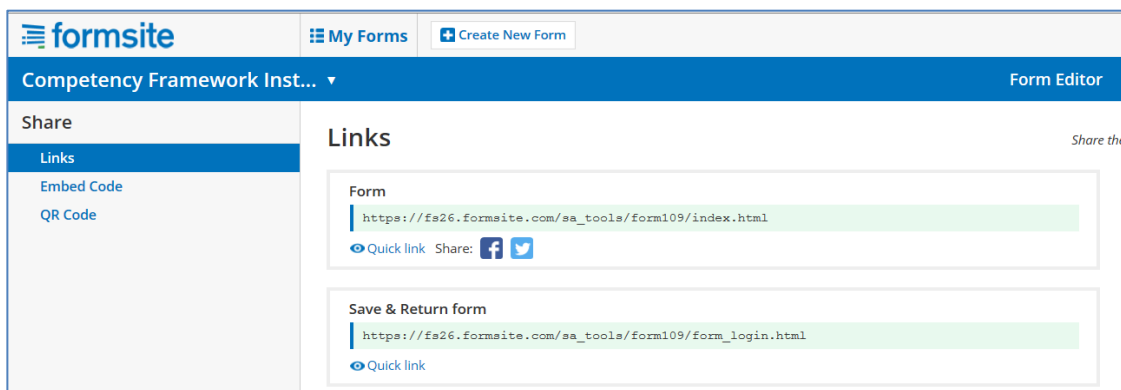 formsite
My Forms
Create New Form
Competency Framework Inst... ▾
Form Editor
Share
Links
Embed Code
QR Code
Links
Share the
Form
https://fs26.formsite.com/sa_tools/form109/index.html
Quick link Share:
Save & Return form
https://fs26.formsite.com/sa_tools/form109/form_login.html
Quick link